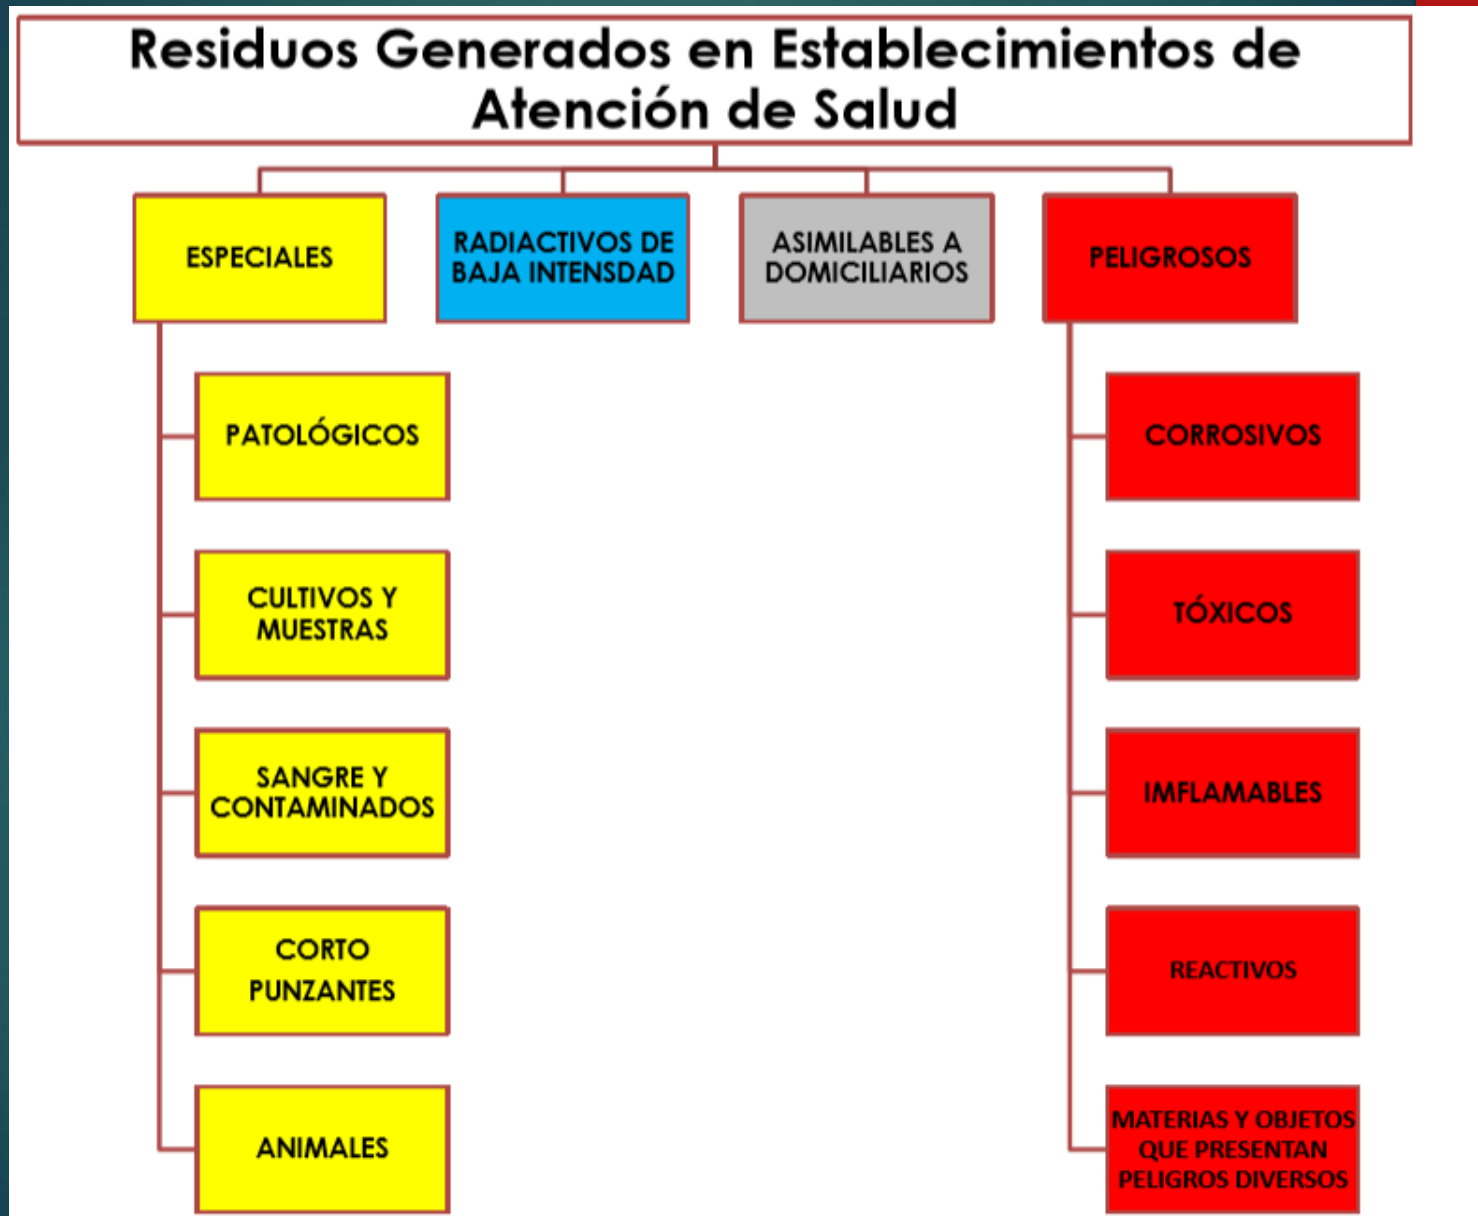 Residuos Generados en Establecimientos de
Atención de Salud
ESPECIALES
RADIACTIVOS DE
BAJA INTENSDAD
ASIMILABLES A
DOMICILIARIOS
PELIGROSOS
PATOLÓGICOS
CULTIVOS Y
MUESTRAS
SANGRE Y
CONTAMINADOS
CORTO
PUNZANTES
ANIMALES
CORROSIVOS
TÓXICOS
IMFLAMABLES
REACTIVOS
MATERIAS Y OBJETOS
QUE PRESENTAN
PELIGROS DIVERSOS